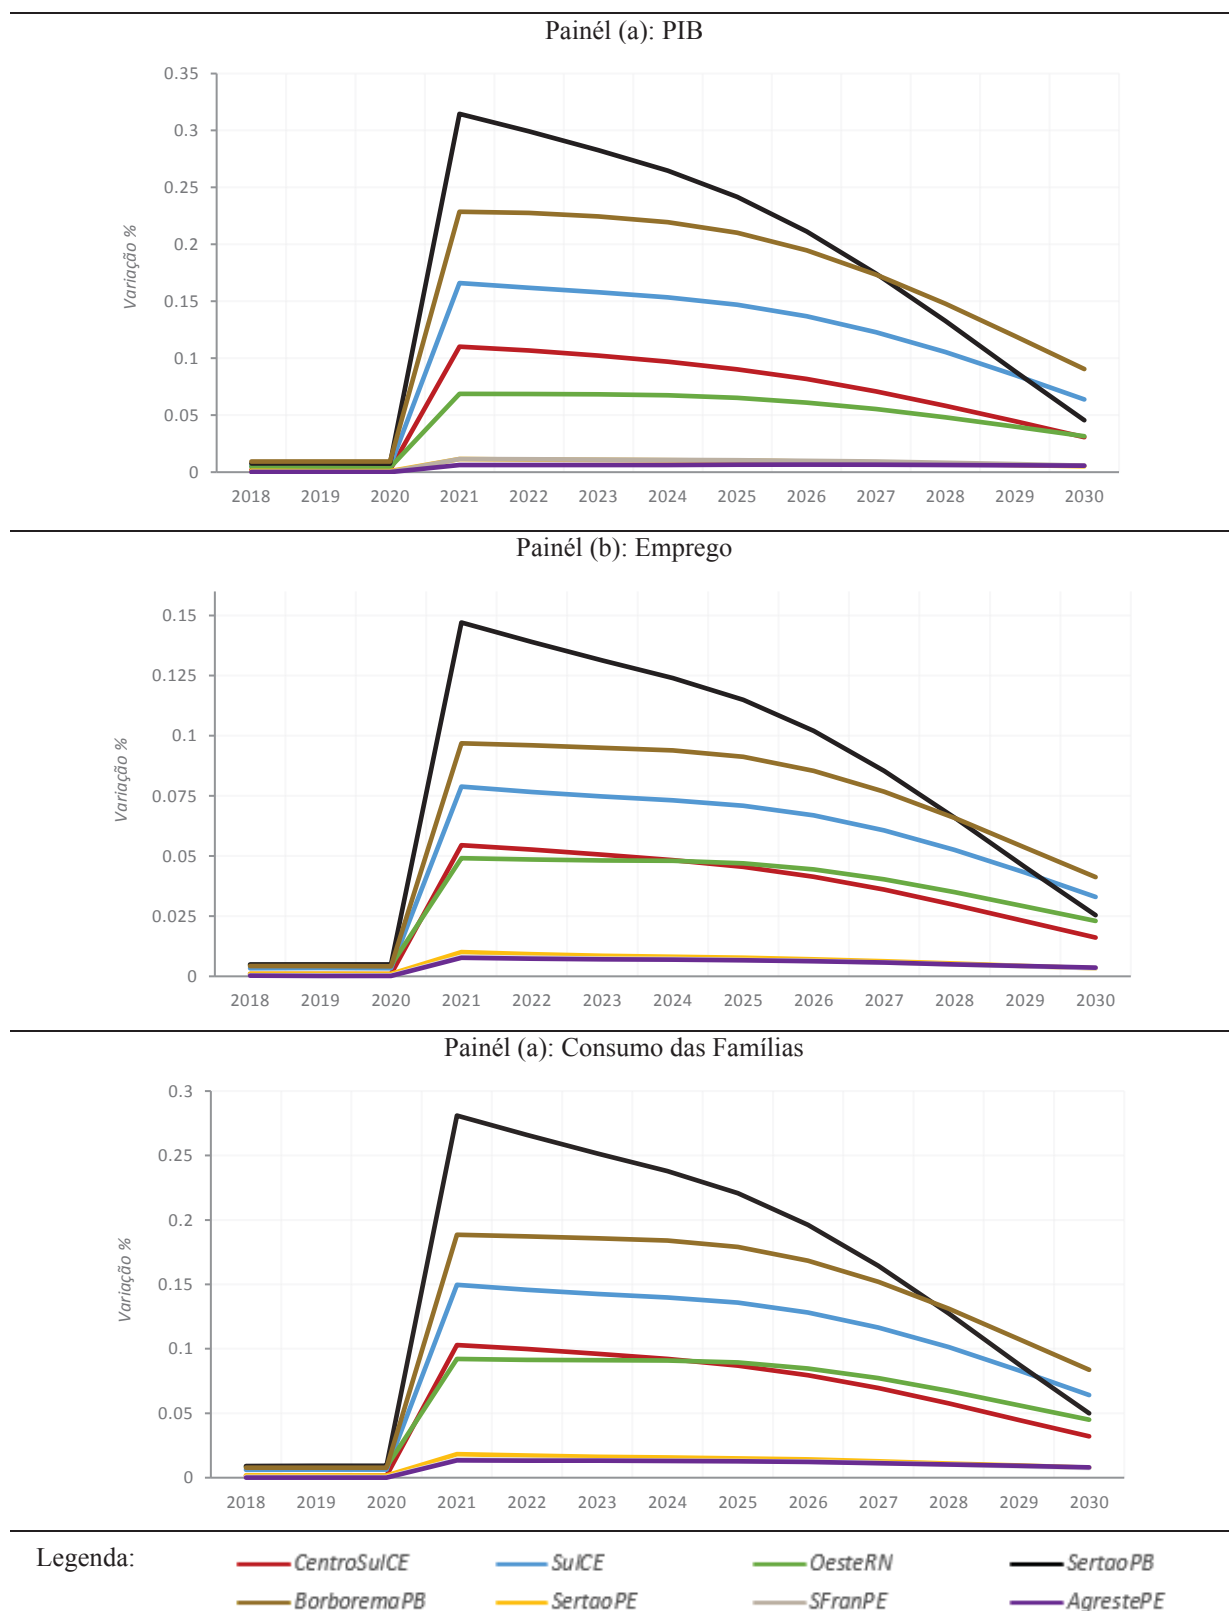 Painél (a): PIB
0.35
0.3
0.25
0.2
0.15
0.1
0.05
0
Variação %
2018 2019 2020 2021 2022 2023 2024 2025 2026 2027 2028 2029 2030
Painél (b): Emprego
0.15
0.125
0.1
0.075
0.05
0.025
0
Variação %
2018 2019 2020 2021 2022 2023 2024 2025 2026 2027 2028 2029 2030
Painél (a): Consumo das Famílias
0.3
0.25
0.2
0.15
0.1
0.05
0
Variação %
2018 2019 2020 2021 2022 2023 2024 2025 2026 2027 2028 2029 2030
Legenda:
CentroSulCE SulCE OesteRN SertaoPB
BorboremaPB SertaoPE SFranPE AgrestePE